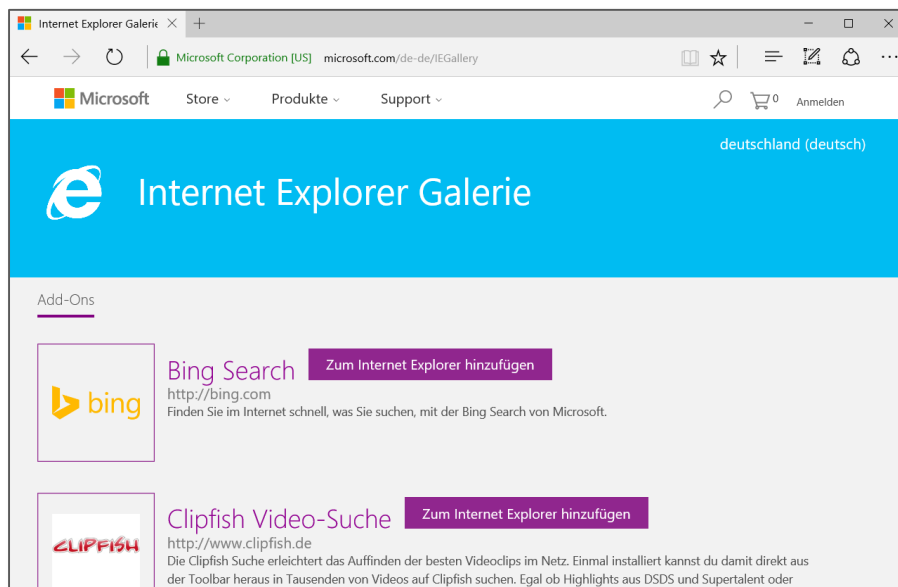 Internet Explorer Galerie
Microsoft Corporation [US] microsoft.com/de-de/IEGallery
Microsoft Store Produkte Support 0 Anmelden
deutschland (deutsch)
Internet Explorer Galerie
Add-Ons
bing
Bing Search Zum Internet Explorer hinzufügen
http://bing.com
Finden Sie im Internet schnell, was Sie suchen, mit der Bing Search von Microsoft.
CLIPFISH
Clipfish Video-Suche Zum Internet Explorer hinzufügen
http://www.clipfish.de
Die Clipfish Suche erleichtert das Auffinden der besten Videoclips im Netz. Einmal installiert kannst du damit direkt aus
der Toolbar heraus in Tausenden von Videos auf Clipfish suchen. Egal ob Highlights aus DSDS und Supertalent oder